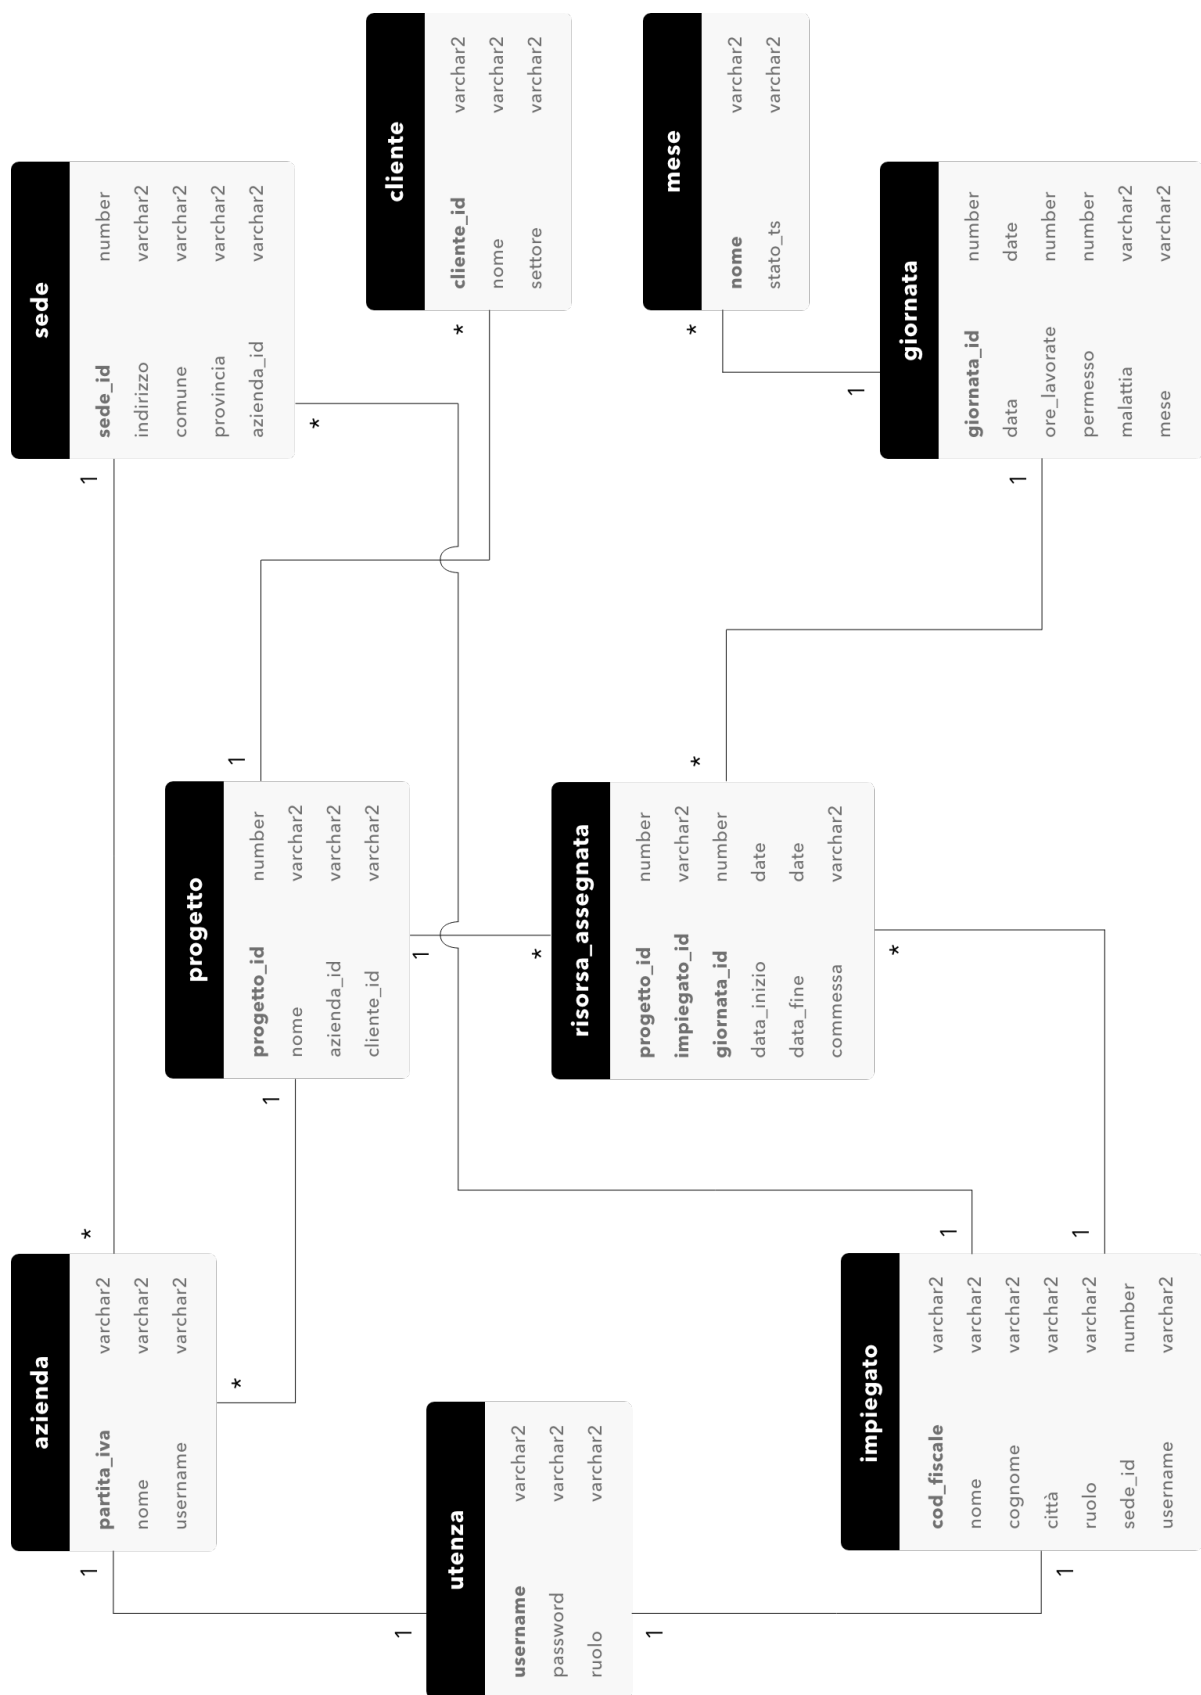 azienda
partita_iva varchar2
nome varchar2
username varchar2
1
*
*
1
sede
sede_id number
indirizzo varchar2
comune varchar2
provincia varchar2
azienda_id varchar2
*
progetto
progetto_id number
nome varchar2
azienda_id varchar2
cliente_id varchar2
1
1
1
cliente
cliente_id varchar2
nome varchar2
settore varchar2
*
1
utenza
username varchar2
password varchar2
ruolo varchar2
1
*
risorsa_assegnata
progetto_id number
impiegato_id varchar2
giornata_id number
data_inizio date
data_fine date
commessa varchar2
*
*
mese
nome varchar2
stato_ts varchar2
*
1
impiegato
cod_fiscale varchar2
nome varchar2
cognome varchar2
città varchar2
ruolo varchar2
sede_id number
username varchar2
1
1
1
giornata
giornata_id number
data date
ore_lavorate number
permesso number
malattia varchar2
mese varchar2
1